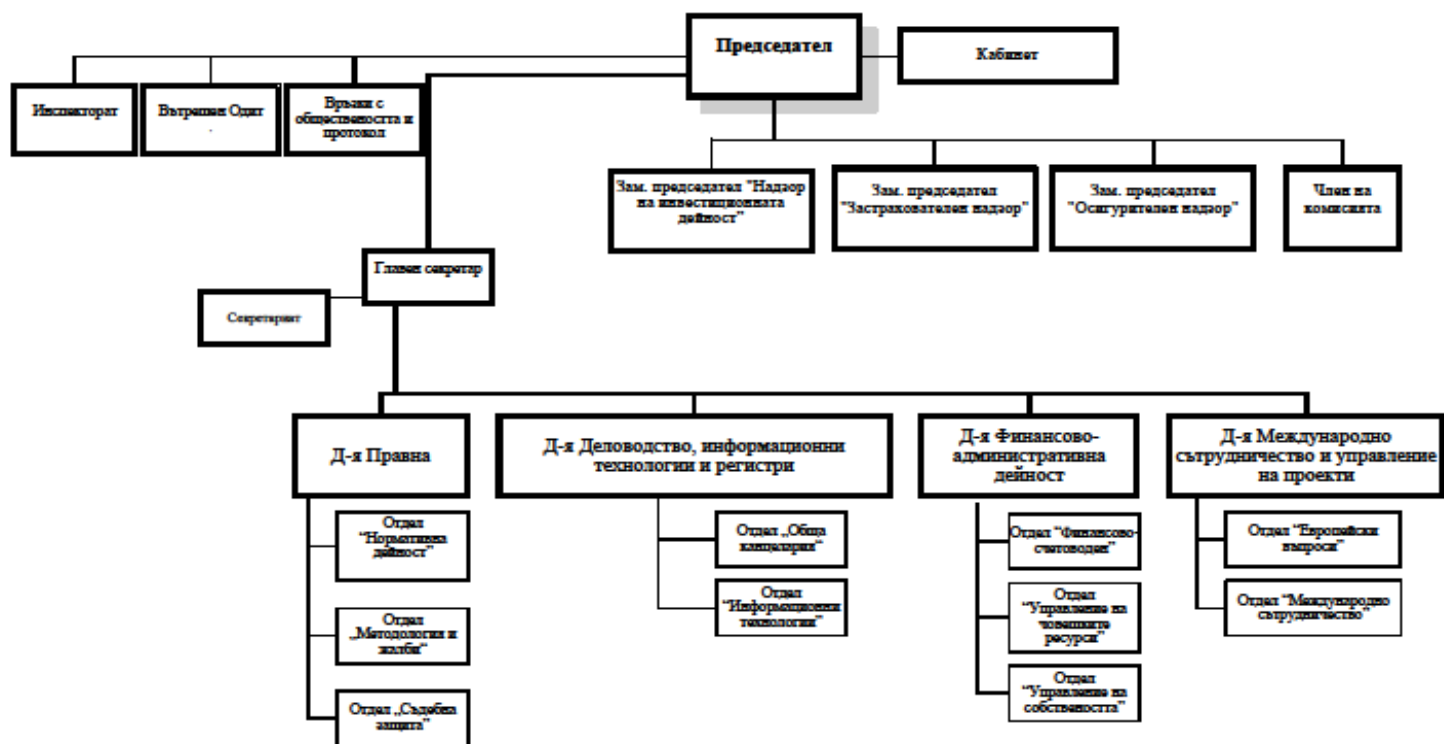 Председател
Кабинет
Инспекторат
Вътрешен Одит
.
Връзки с
обществеността и
протокол
Зам. председател "Надзор
на инвестиционната
дейност”
Зам. председател
"Застрахователен надзор"
Зам. председател
"Осигурителен надзор"
Член на
комисията
Главен секретар
Секретариат
Д-я Правна
Д-я Деловодство, информационни
технологии и регистри
Д-я Финансово-
административна
дейност
Д-я Международно
сътрудничество и управление
на проекти
Отдел
“Нормативна
дейност”
Отдел
„Методология и
жалби“
Отдел „Съдебна
защита”
Отдел „Обща
канцелария“
Отдел
“Информационни
технологии”
Отдел “Финансово-
счетоводен”
Отдел
“Управление на
човешките
ресурси”
Отдел
“Управление на
собствеността”
Отдел “Европейски
въпроси”
Отдел “Международно
сътрудничество”